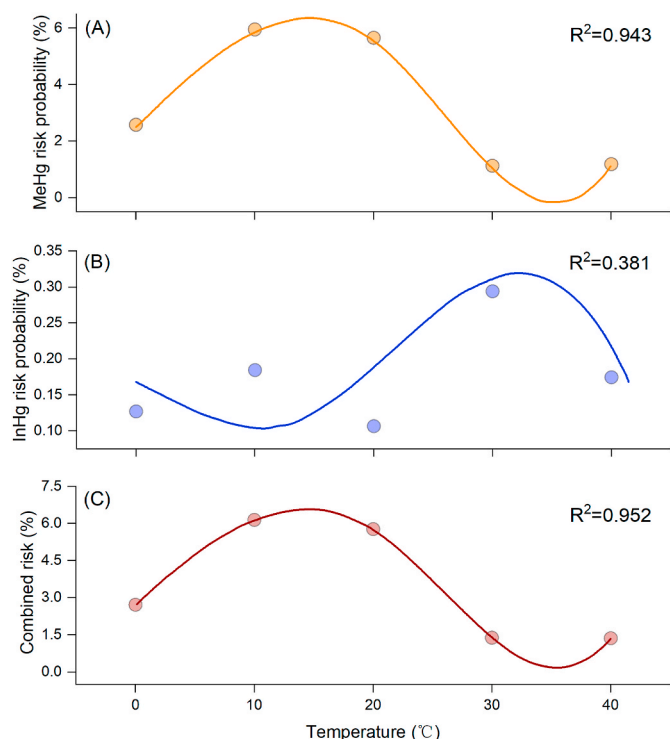 (A)
R²=0.943
MeHg risk probability (%)
6
4
2
0
(B)
R²=0.381
InHg risk probability (%)
0.35
0.30
0.25
0.20
0.15
0.10
(C)
R²=0.952
Combined risk (%)
7.5
6.0
4.5
3.0
1.5
0.0
0 10 20 30 40
Temperature (℃)